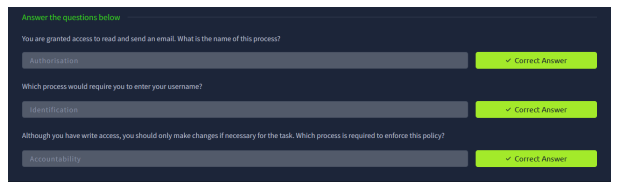 Answer the questions below
You are granted access to read and send an email. What is the name of this process?
Authorisation
✓ Correct Answer
Which process would require you to enter your username?
Identification
✓ Correct Answer
Although you have write access, you should only make changes if necessary for the task. Which process is required to enforce this policy?
Accountability
✓ Correct Answer